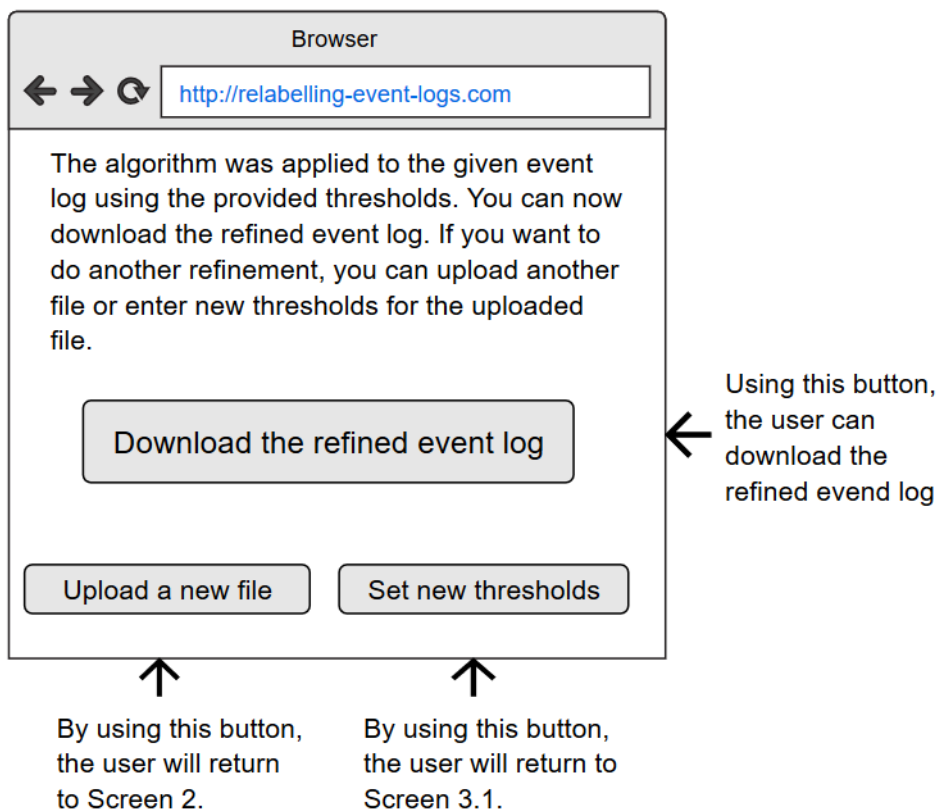 Browser
http://relabelling-event-logs.com
The algorithm was applied to the given event
log using the provided thresholds. You can now
download the refined event log. If you want to
do another refinement, you can upload another
file or enter new thresholds for the uploaded
file.
Download the refined event log
Using this button,
the user can
download the
refined evend log
Upload a new file
Set new thresholds
By using this button,
the user will return
to Screen 2.
By using this button,
the user will return to
Screen 3.1.